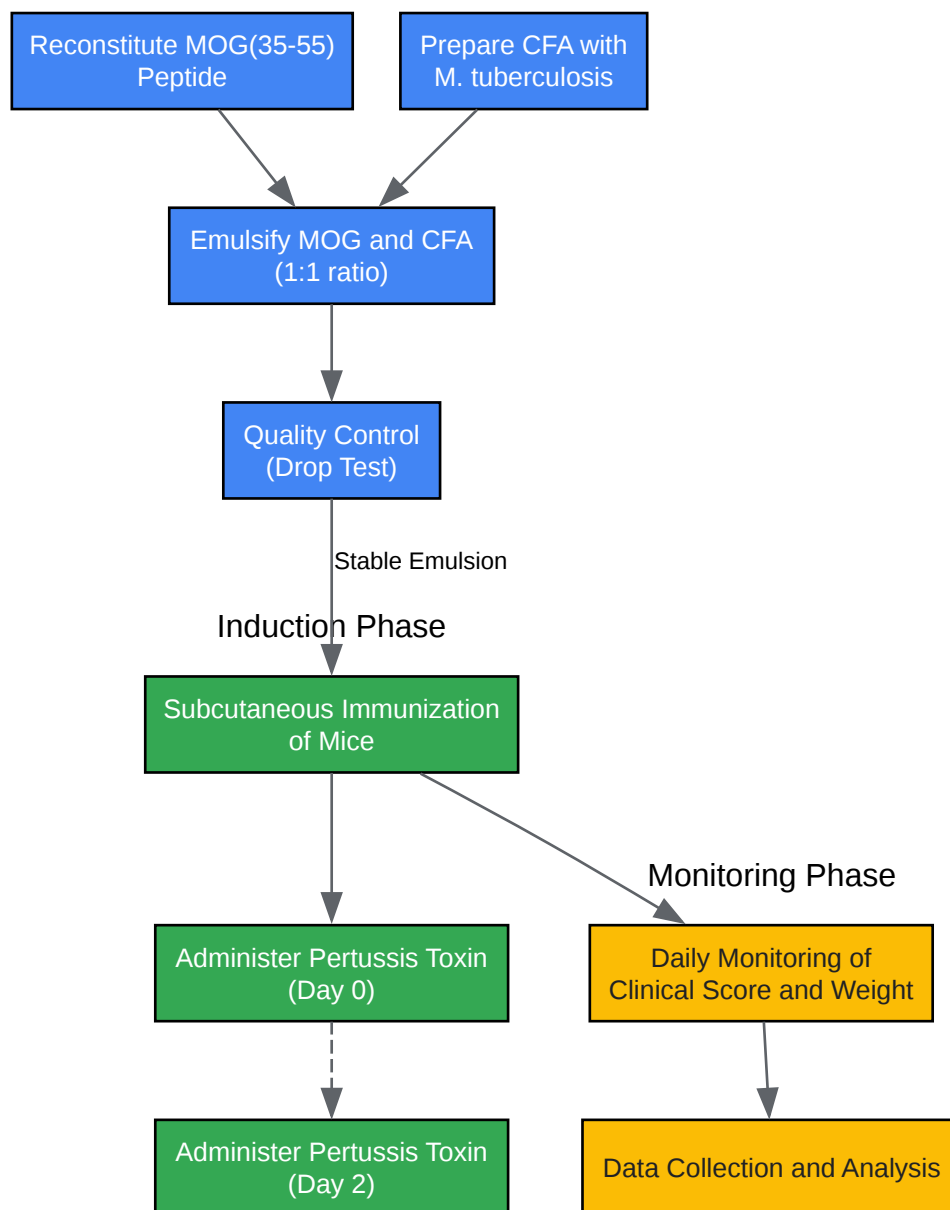 Reconstitute MOG(35-55)
Peptide
Prepare CFA with
M. tuberculosis
Emulsify MOG and CFA
(1:1 ratio)
Quality Control
(Drop Test)
Stable Emulsion
Induction Phase
Subcutaneous Immunization
of Mice
Monitoring Phase
Administer Pertussis Toxin
(Day 0)
Daily Monitoring of
Clinical Score and Weight
Administer Pertussis Toxin
(Day 2)
Data Collection and Analysis